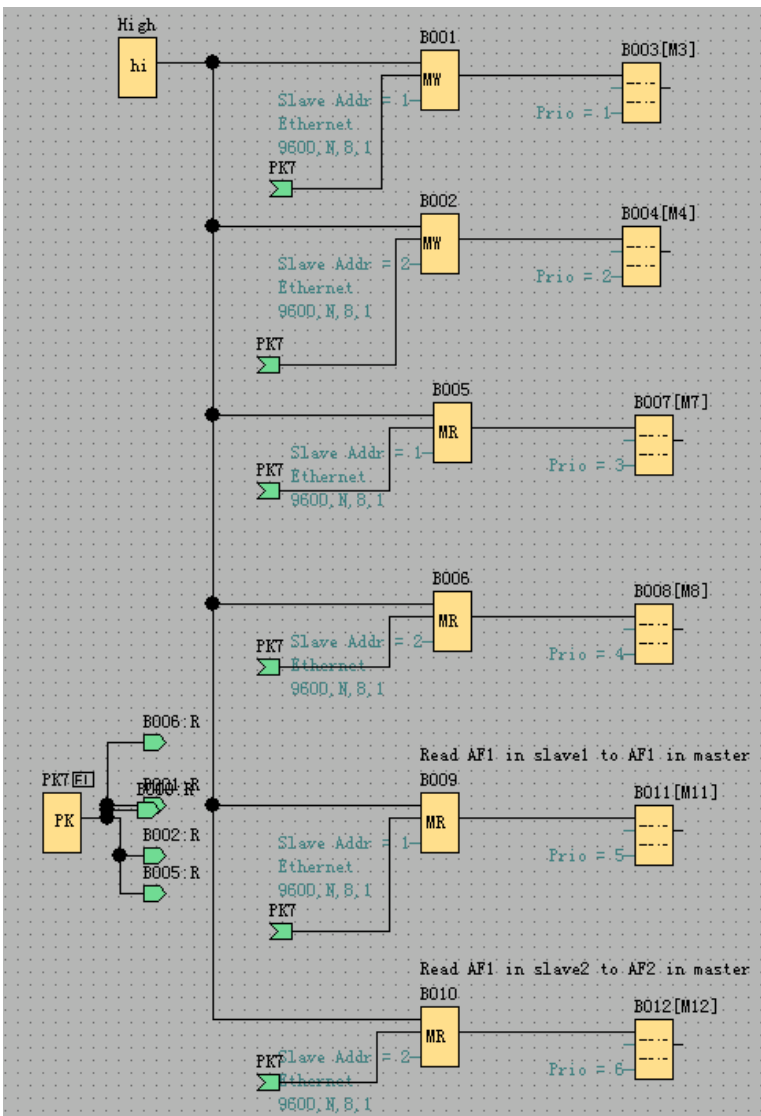 High
hi
B001
MW
Slave Addr = 1
Ethernet
9600,N,8,1
PK7
B003[M3]
Prio = 1
B002
MW
Slave Addr = 2
Ethernet
9600,N,8,1
PK7
B004[M4]
Prio = 2
B005
MR
Slave Addr = 1
Ethernet
9600,N,8,1
PK7
B007[M7]
Prio = 3
B006
MR
Slave Addr = 2
Ethernet
9600,N,8,1
PK7
B008[M8]
Prio = 4
B006:R
PK7 F1
PK
B002:R
B005:R
Read AF1 in slave1 to AF1 in master
B009
MR
Slave Addr = 1
Ethernet
9600,N,8,1
PK7
B011[M11]
Prio = 5
Read AF1 in slave2 to AF2 in master
B010
MR
Slave Addr = 2
Ethernet
9600,N,8,1
PK7
B012[M12]
Prio = 6